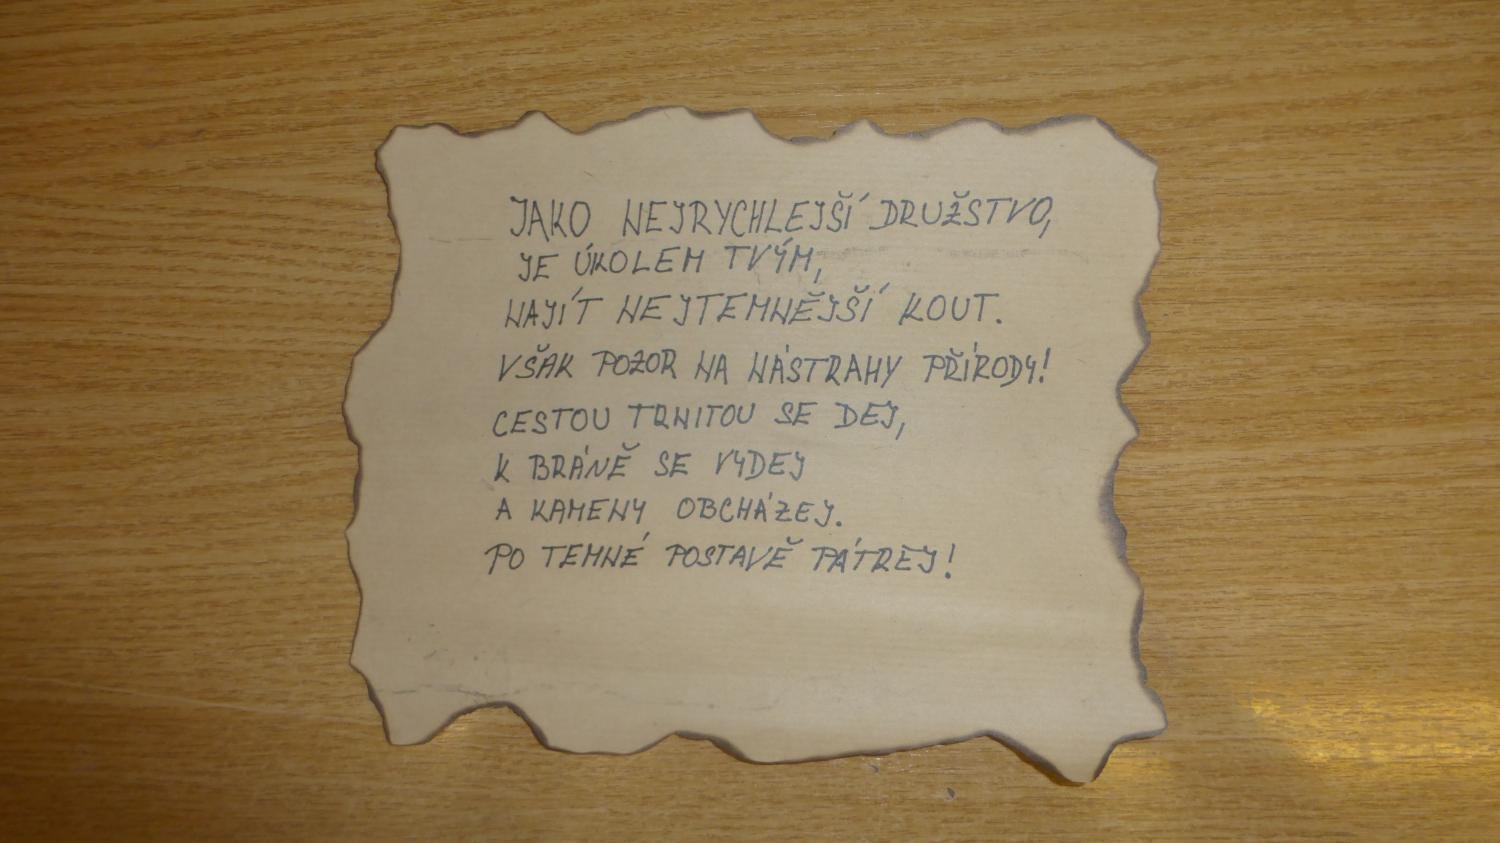 JAKO NEJRYCHLEJŠÍ DRUŽSTVO,
JE ÚKOLEM TVÝM,
NAJÍT NEJTEMNĚJŠÍ KOUT.
VŠAK POZOR NA NÁSTRAHY PŘÍRODY!
CESTOU TRNITOU SE DEJ,
K BRÁNĚ SE VYDEJ
A KAMENY OBCHÁZEJ.
PO TEMNÉ POSTAVĚ PÁTREJ!